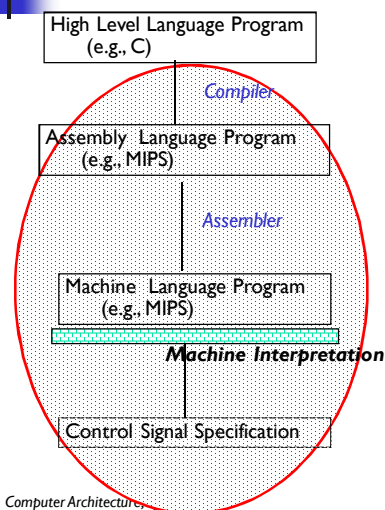 High Level Language Program
(e.g., C)
Compiler
Assembly Language Program
(e.g., MIPS)
Assembler
Machine Language Program
(e.g., MIPS)
Machine Interpretation
Control Signal Specification
Computer Architecture,